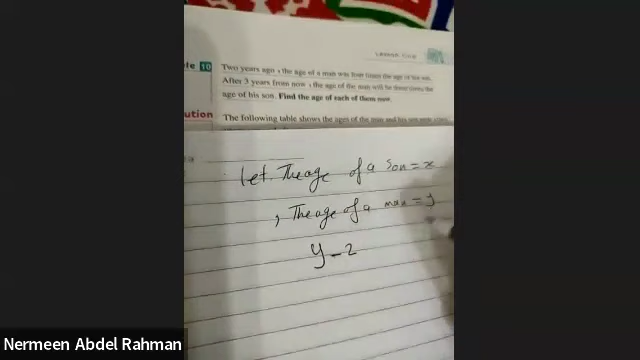 Lesson Five
10
Two years ago , the age of a man was four times the age of his son.
After 3 years from now , the age of the man will be three times the
age of his son. Find the age of each of them now.
ution
The following table shows the ages of the man and his son
Let. The age of a son = x
, The age of a man = y
y - 2
Nermeen Abdel Rahman